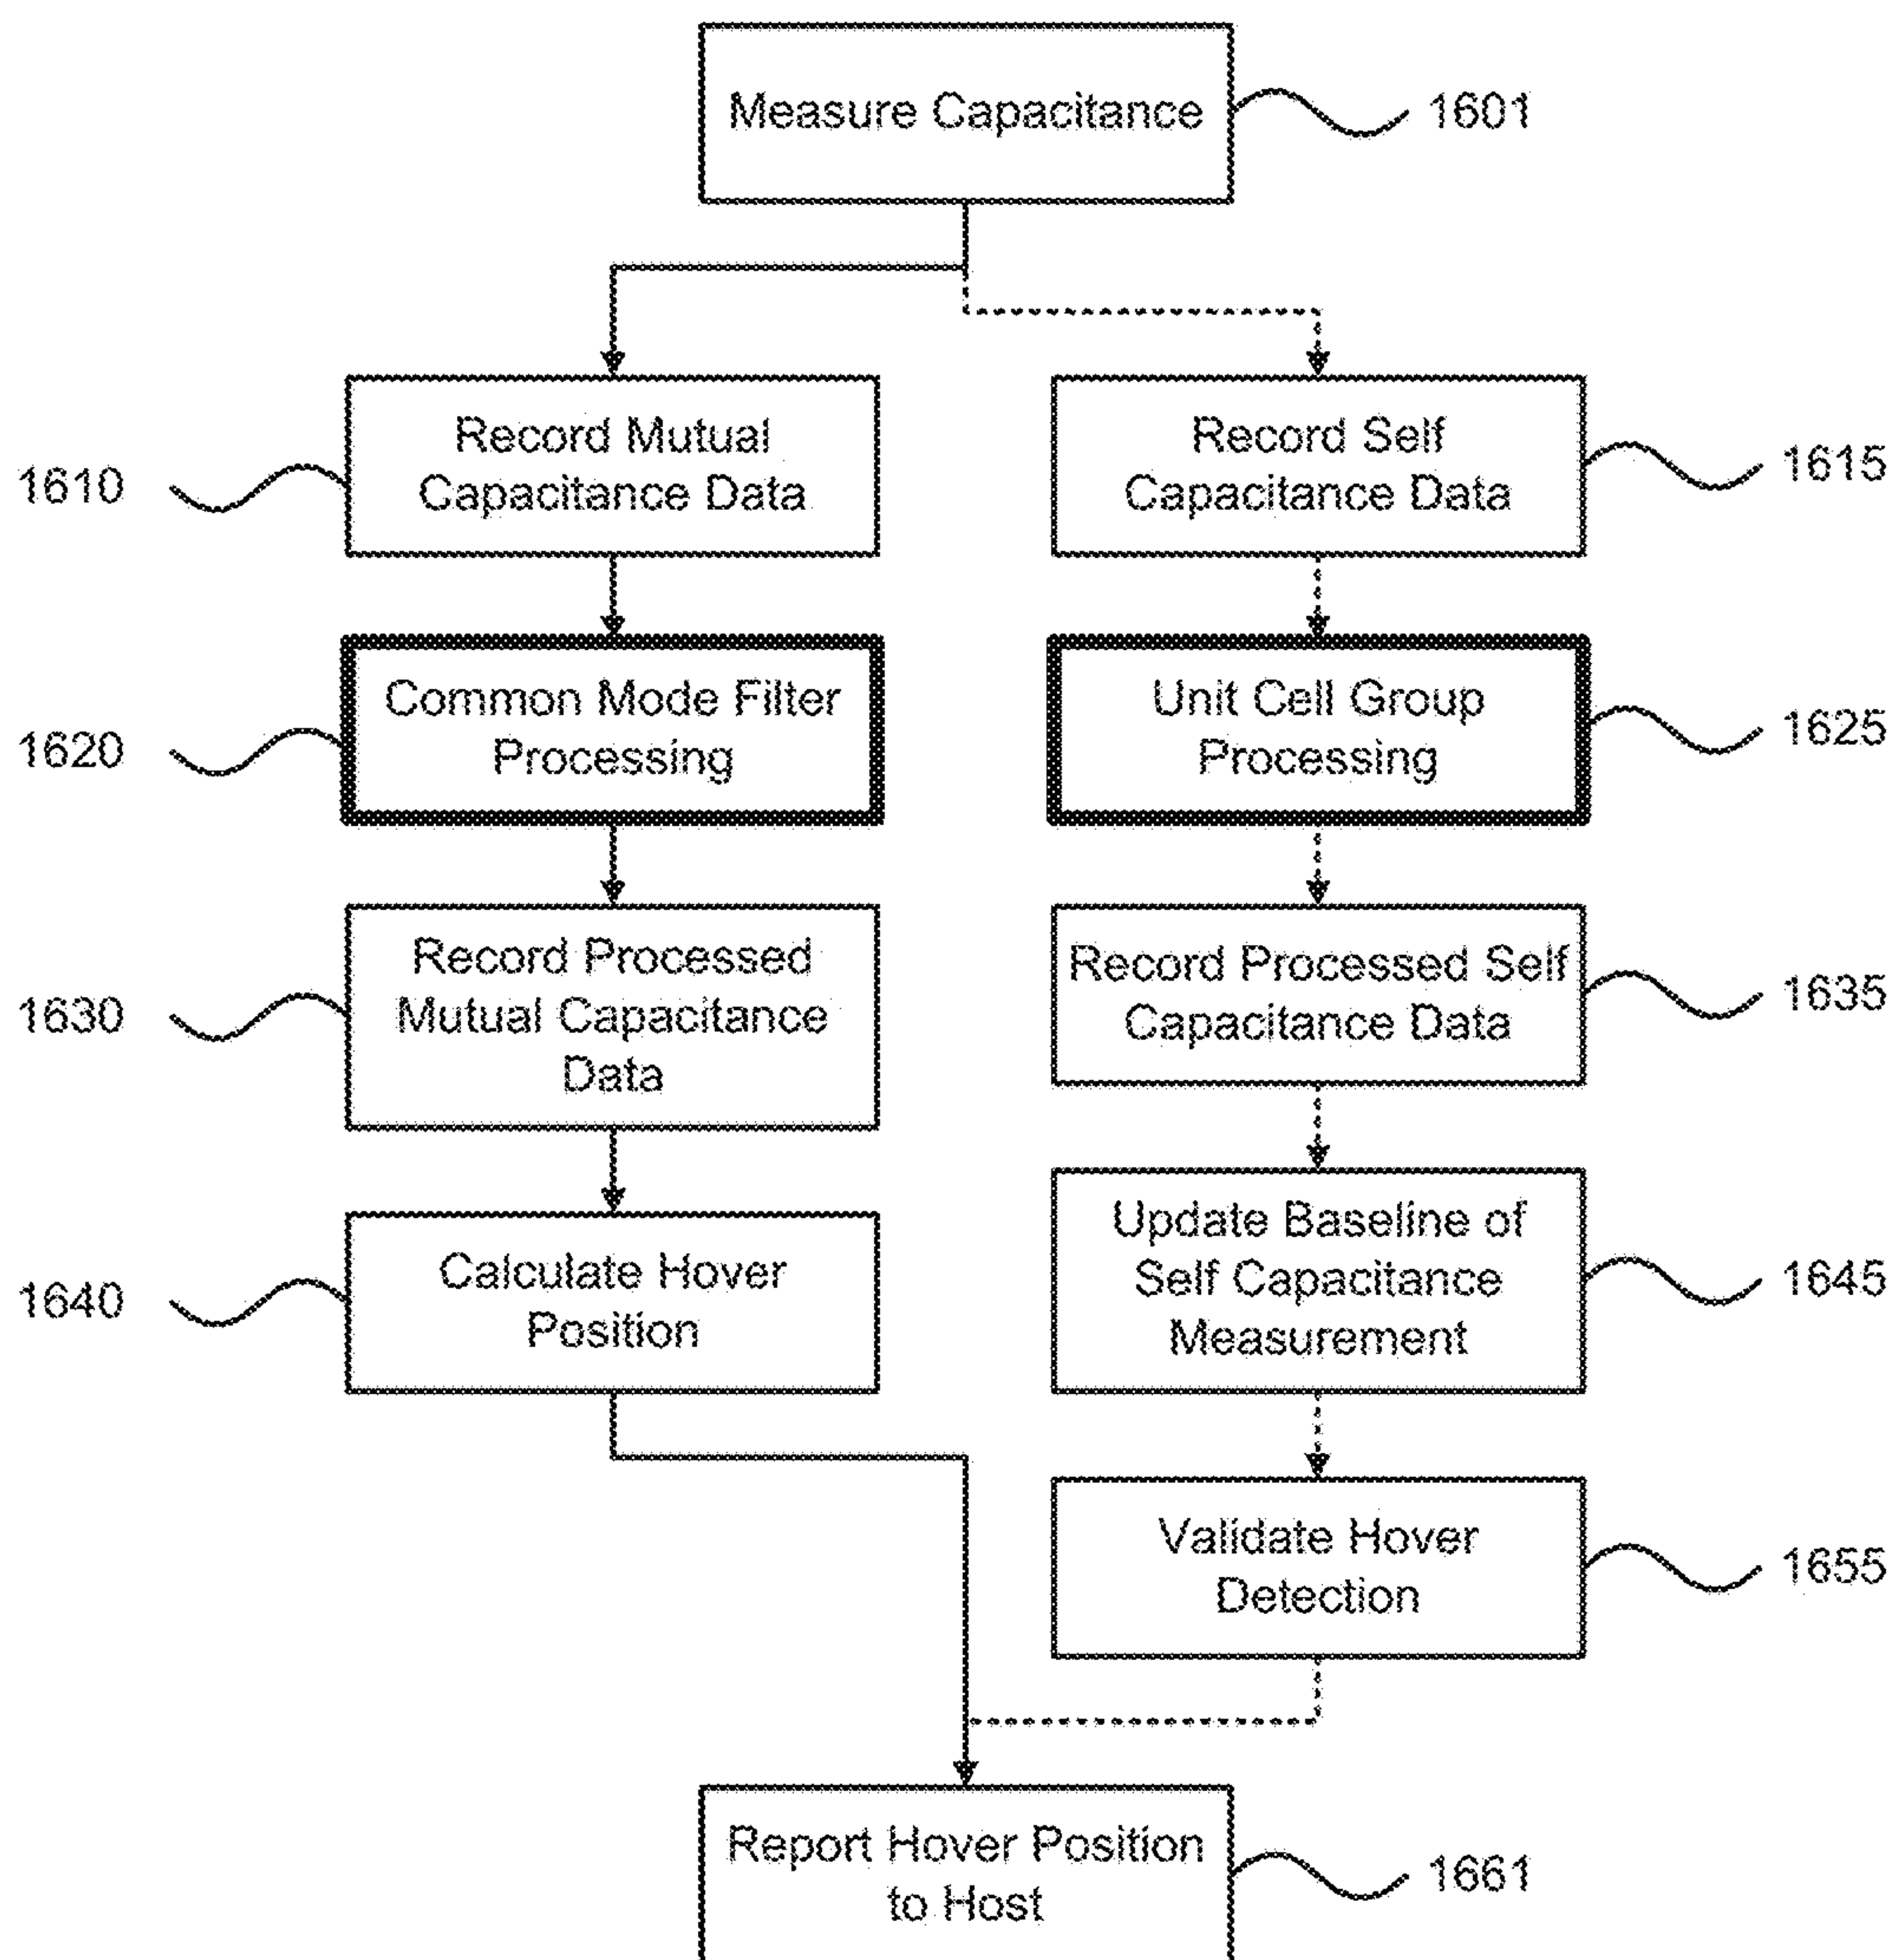 Measure Capacitance
1601
Record Mutual
Capacitance Data
1610
Record Self
Capacitance Data
1615
Common Mode Filter
Processing
1620
Unit Cell Group
Processing
1625
Record Processed
Mutual Capacitance
Data
1630
Record Processed Self
Capacitance Data
1635
Calculate Hover
Position
1640
Update Baseline of
Self Capacitance
Measurement
1645
Validate Hover
Detection
1655
Report Hover Position
to Host
1661